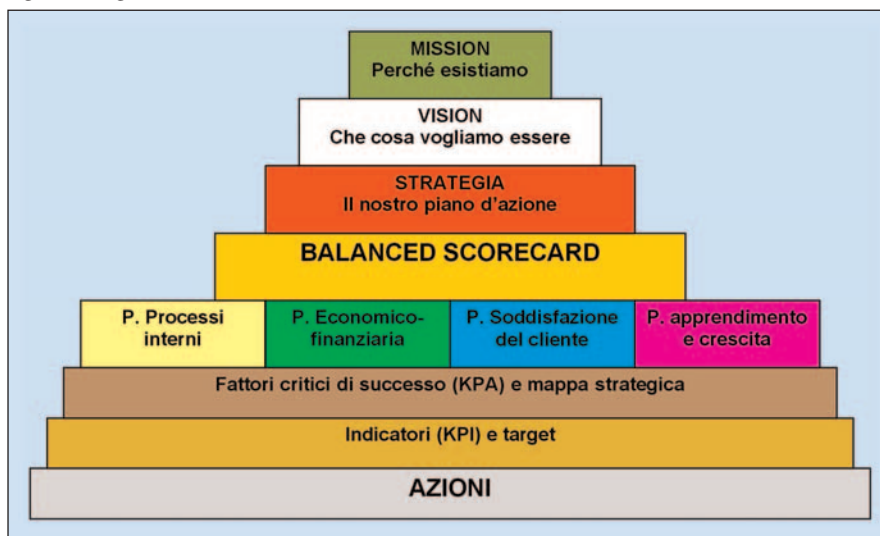 MISSION
Perché esistiamo
VISION
Che cosa vogliamo essere
STRATEGIA
Il nostro piano d'azione
BALANCED SCORECARD
P. Processi
interni
P. Economico-
finanziaria
P. Soddisfazione
del cliente
P. apprendimento
e crescita
Fattori critici di successo (KPA) e mappa strategica
Indicatori (KPI) e target
AZIONI